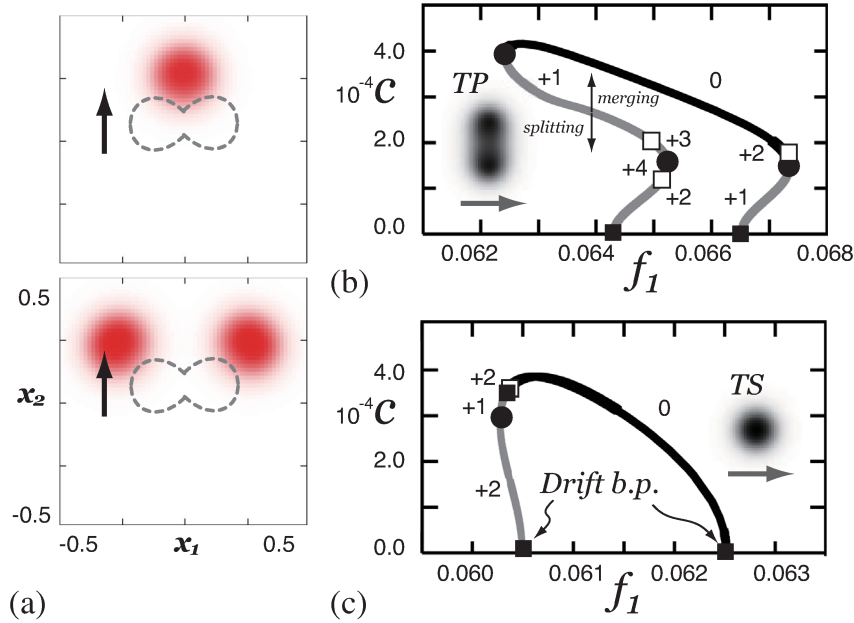 0.5
x₂
-0.5
-0.5 x₁ 0.5
(a)
4.0
10⁻⁴ C
2.0
0.0
TP
+1
0
merging
splitting
+3
+4
+2
+2
+1
0.062 0.064 0.066 0.068
f₁
(b)
4.0
10⁻⁴ C
2.0
0.0
+2
+1
+2
0
TS
Drift b.p.
0.060 0.061 0.062 0.063
f₁
(c)